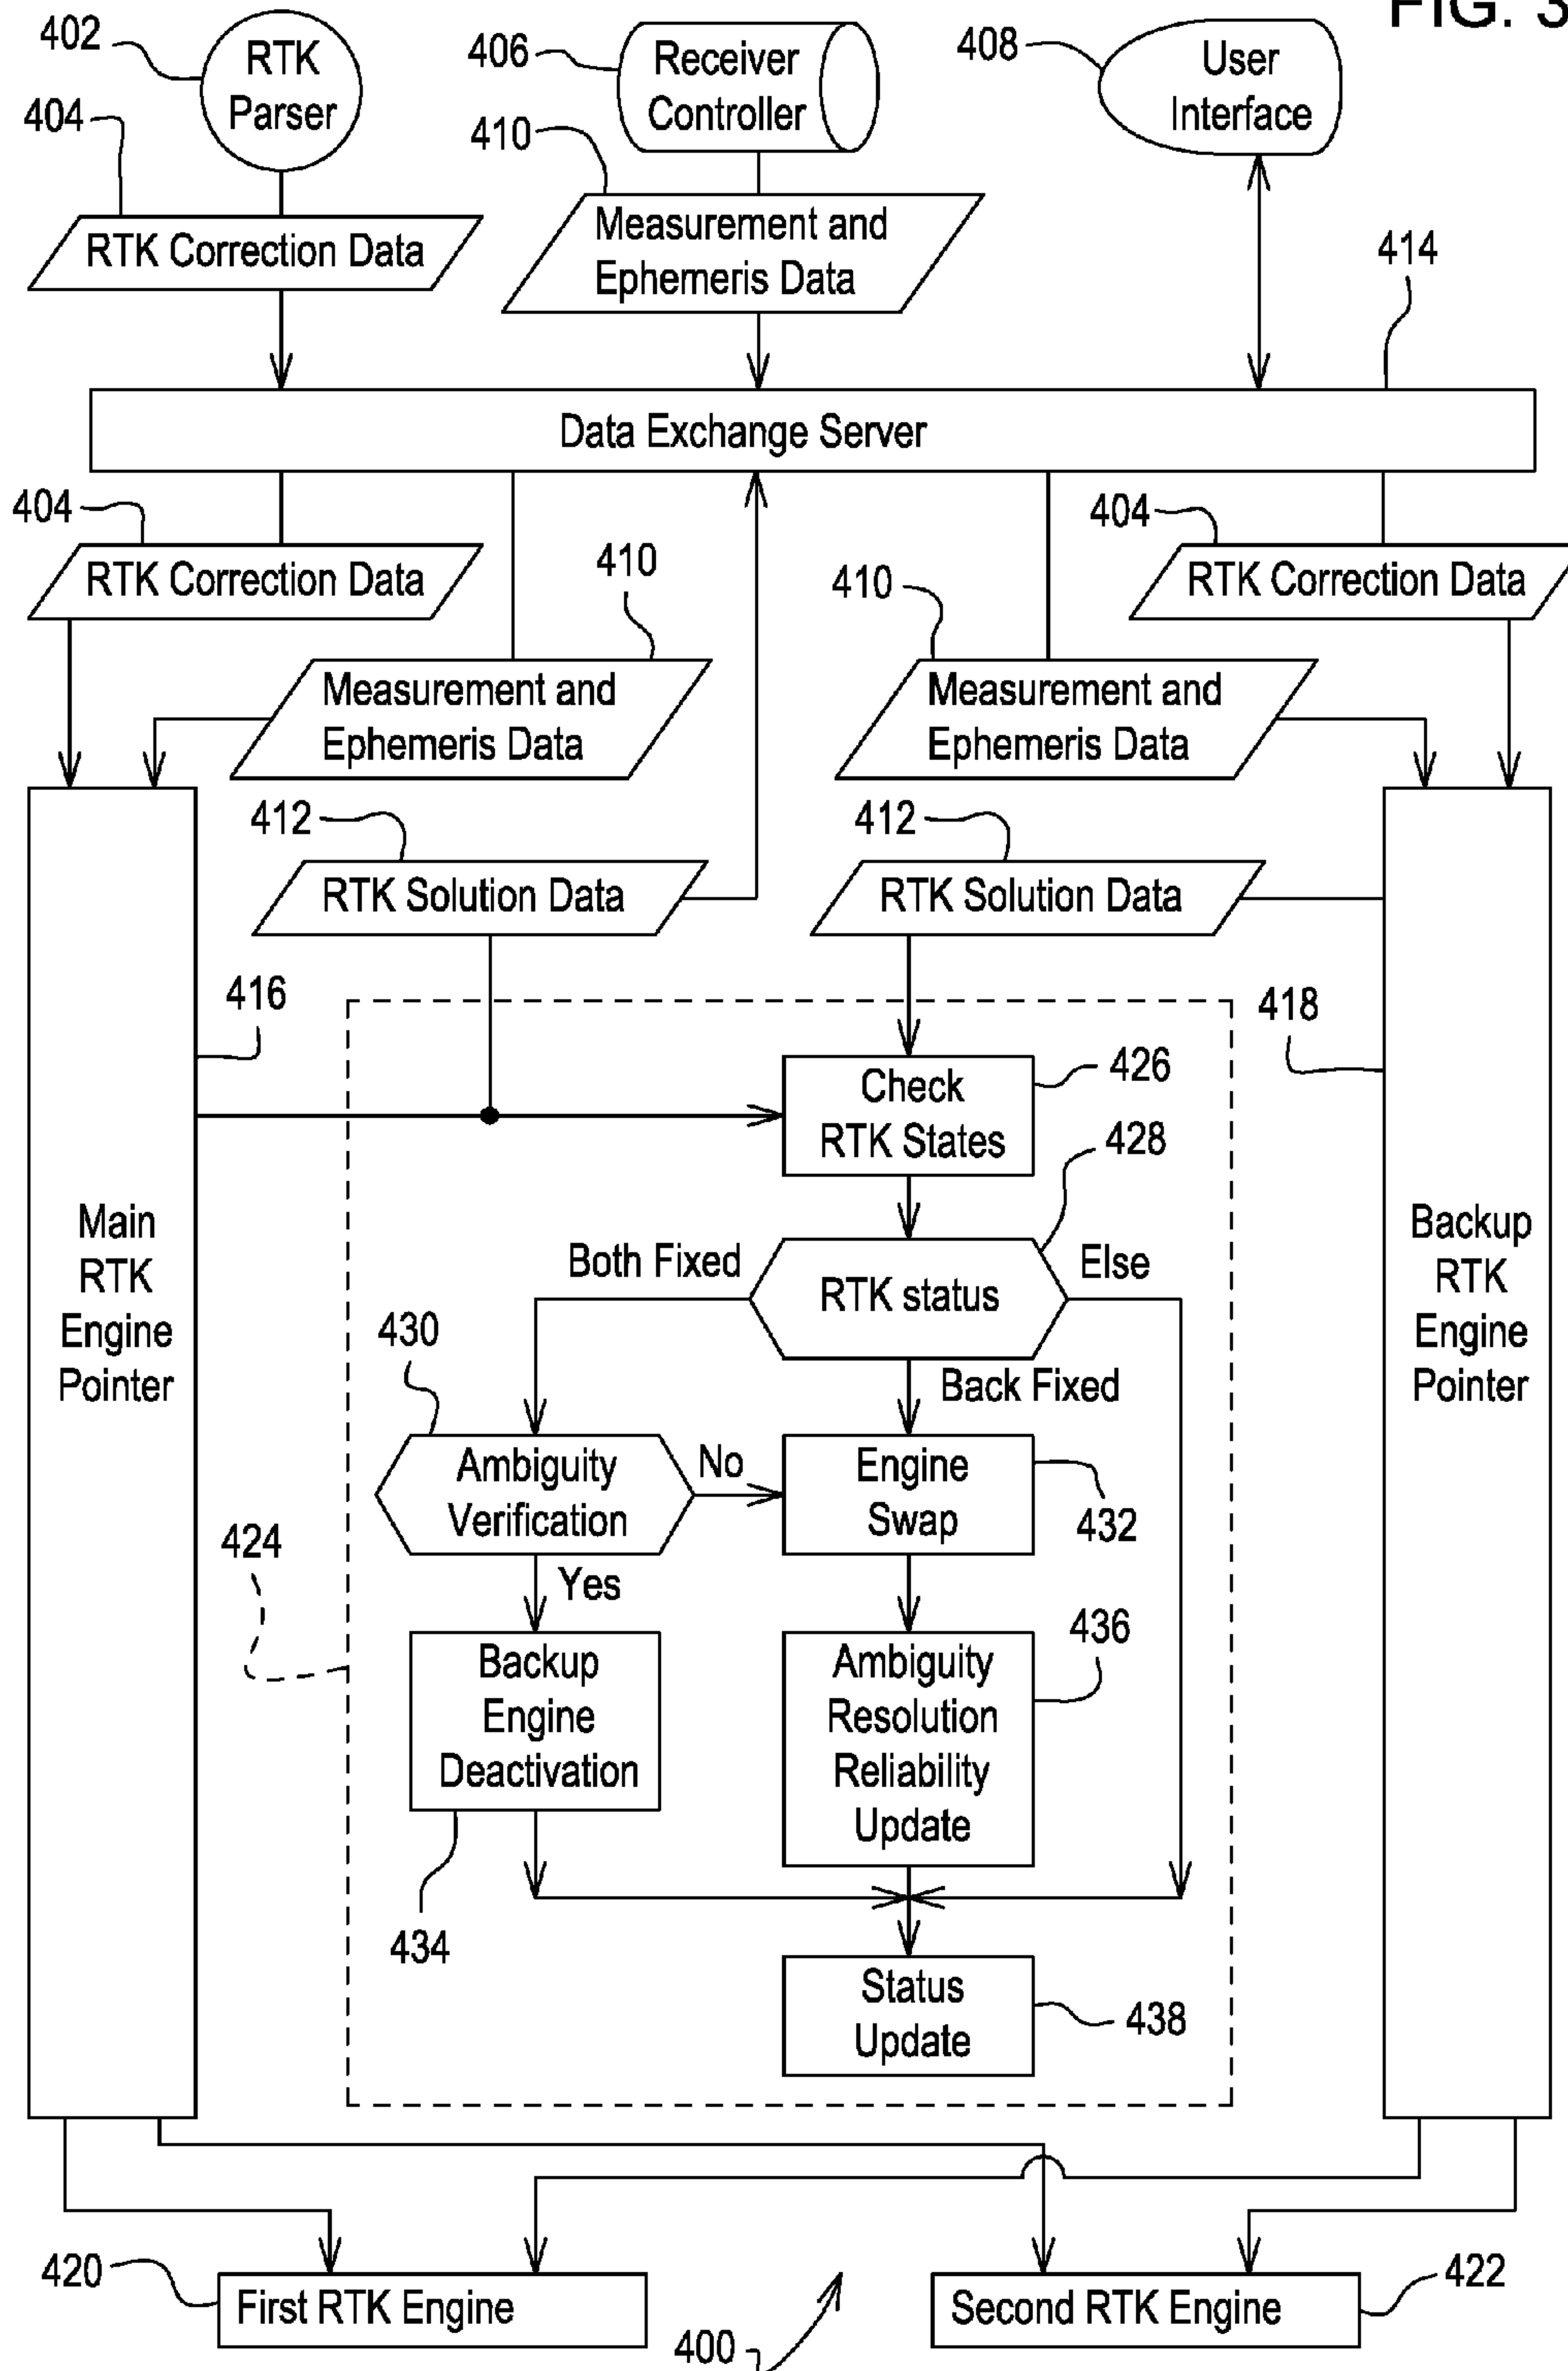 FIG. 3
402
RTK
Parser
406
Receiver
Controller
408
User
Interface
404
RTK Correction Data
410
Measurement and
Ephemeris Data
414
Data Exchange Server
404
RTK Correction Data
410
Measurement and
Ephemeris Data
410
Measurement and
Ephemeris Data
404
RTK Correction Data
412
RTK Solution Data
412
RTK Solution Data
416
Main
RTK
Engine
Pointer
418
Backup
RTK
Engine
Pointer
426
Check
RTK States
428
RTK status
Both Fixed
Else
Back Fixed
430
Ambiguity
Verification
No
Yes
Engine
Swap
432
424
Backup
Engine
Deactivation
434
Ambiguity
Resolution
Reliability
Update
436
Status
Update
438
420
First RTK Engine
Second RTK Engine
422
400